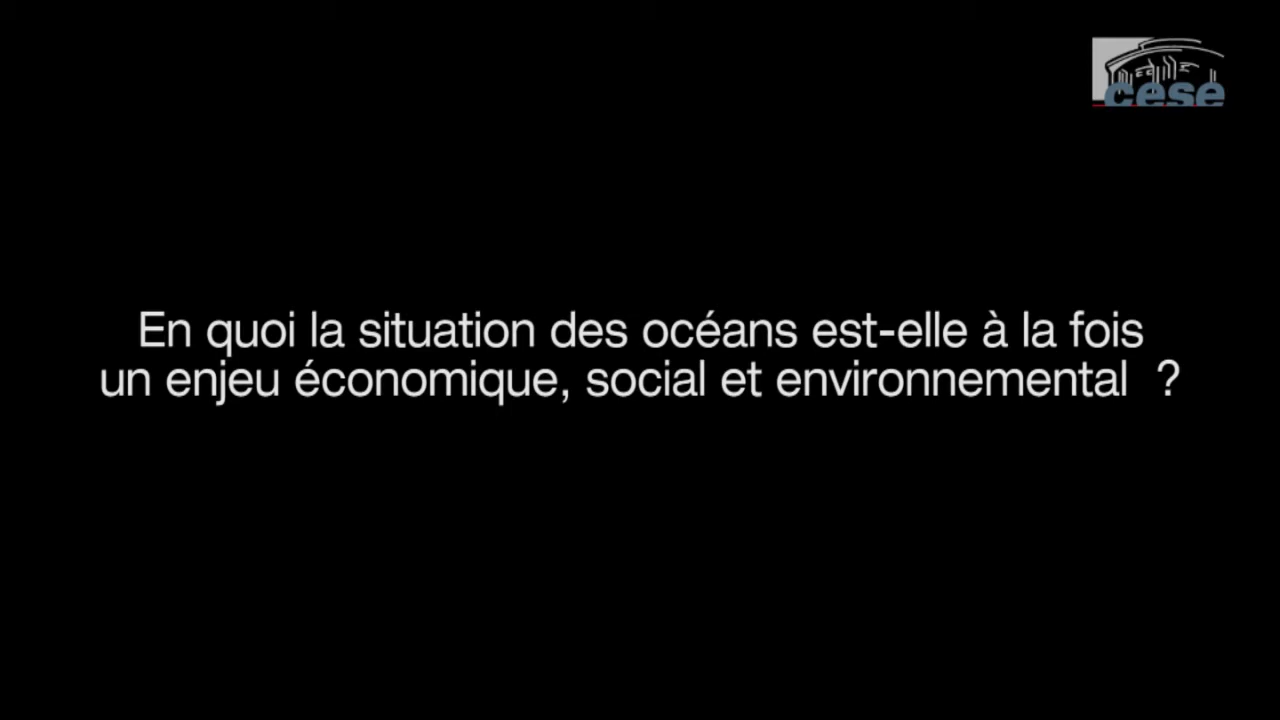 cese
En quoi la situation des océans est-elle à la fois
un enjeu économique, social et environnemental  ?